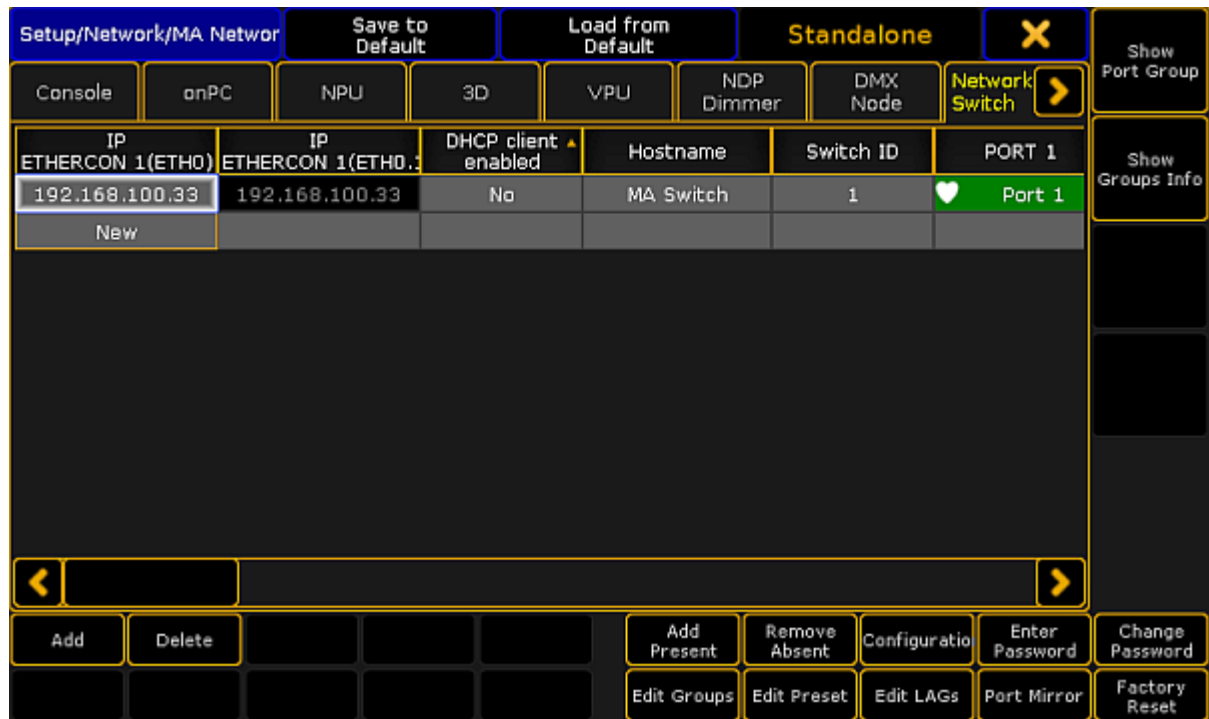 Setup/Network/MA Networ
Save to
Default
Load from
Default
Standalone
Show
Port Group
Console
onPC
NPU
3D
VPU
NDP
Dimmer
DMX
Node
Network
Switch
IP
ETHERCON 1(ETH0)
IP
ETHERCON 1(ETH0.1
DHCP client
enabled
Hostname
Switch ID
PORT 1
Show
Groups Info
192.168.100.33
192.168.100.33
No
MA Switch
1
Port 1
New
Add
Delete
Add
Present
Remove
Absent
Configuratio
Enter
Password
Change
Password
Edit Groups
Edit Preset
Edit LAGs
Port Mirror
Factory
Reset